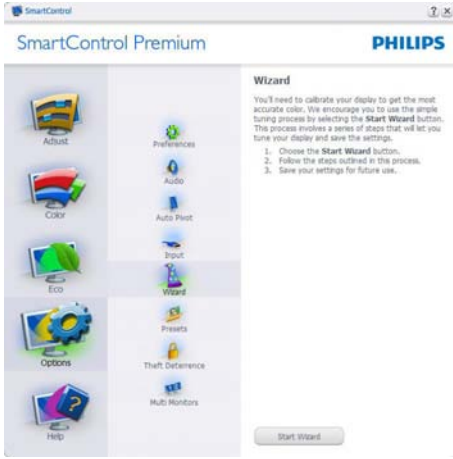 SmartControl
SmartControl Premium
PHILIPS
Adjust
Color
Eco
Options
Help
Preferences
Audio
Auto Pivot
Input
Wizard
Presets
Theft Deterrence
Multi Monitors
Wizard
You'll need to calibrate your display to get the most
accurate color. We encourage you to use the simple
tuning process by selecting the Start Wizard button.
This process involves a series of steps that will let you
tune your display and save the settings.
1. Choose the Start Wizard button.
2. Follow the steps outlined in the process.
3. Save your settings for future use.
Start Wizard